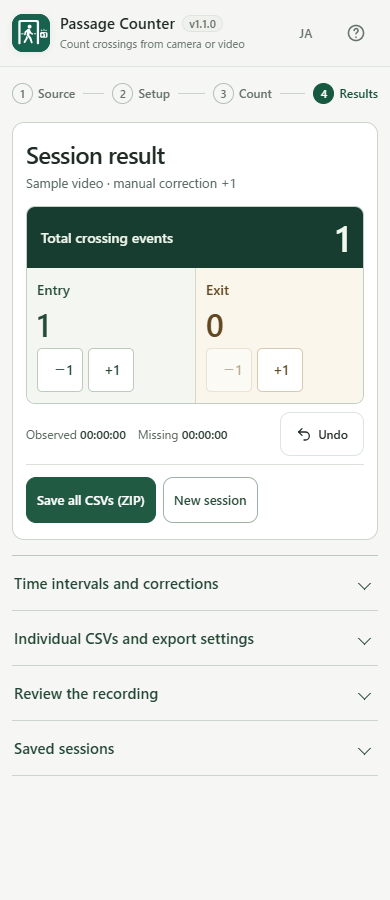 Passage Counter v1.1.0
Count crossings from camera or video
JA
1 Source 2 Setup 3 Count 4 Results
Session result
Sample video · manual correction +1
Total crossing events 1
Entry
1
−1 +1
Exit
0
−1 +1
Observed 00:00:00 Missing 00:00:00
Undo
Save all CSVs (ZIP) New session
Time intervals and corrections
Individual CSVs and export settings
Review the recording
Saved sessions